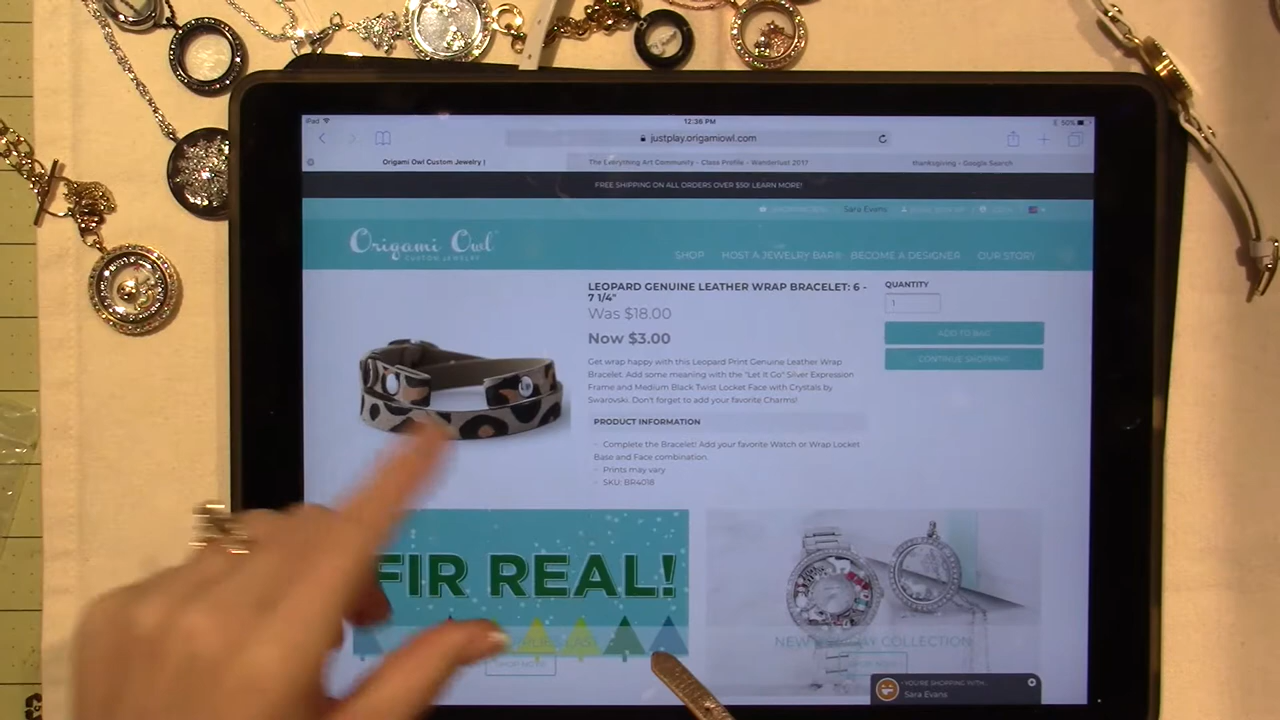 iPad
12:36 PM
60%
justplay.origamiowl.com
Origami Owl Custom Jewelry |
The Everything Art Community - Class Profile - Wanderlust 2017
thanksgiving - Google Search
FREE SHIPPING ON ALL ORDERS OVER $50! LEARN MORE!
Sara Evans
Origami Owl
CUSTOM JEWELRY
SHOP
HOST A JEWELRY BAR®
BECOME A DESIGNER
OUR STORY
LEOPARD GENUINE LEATHER WRAP BRACELET: 6 -
7 1/4"
Was $18.00
Now $3.00
Get wrap happy with this Leopard Print Genuine Leather Wrap
Bracelet. Add some meaning with the "Let It Go" Silver Expression
Frame and Medium Black Twist Locket Face with Crystals by
Swarovski. Don't forget to add your favorite Charms!
PRODUCT INFORMATION
Complete the Bracelet! Add your favorite Watch or Wrap Locket
Base and Face combination.
Prints may vary
SKU: BR4018
QUANTITY
1
ADD TO BAG
CONTINUE SHOPPING
FIR REAL!
SHOP NOW
NEW HOLIDAY COLLECTION
SHOP NOW
YOU'RE SHOPPING WITH...
Sara Evans